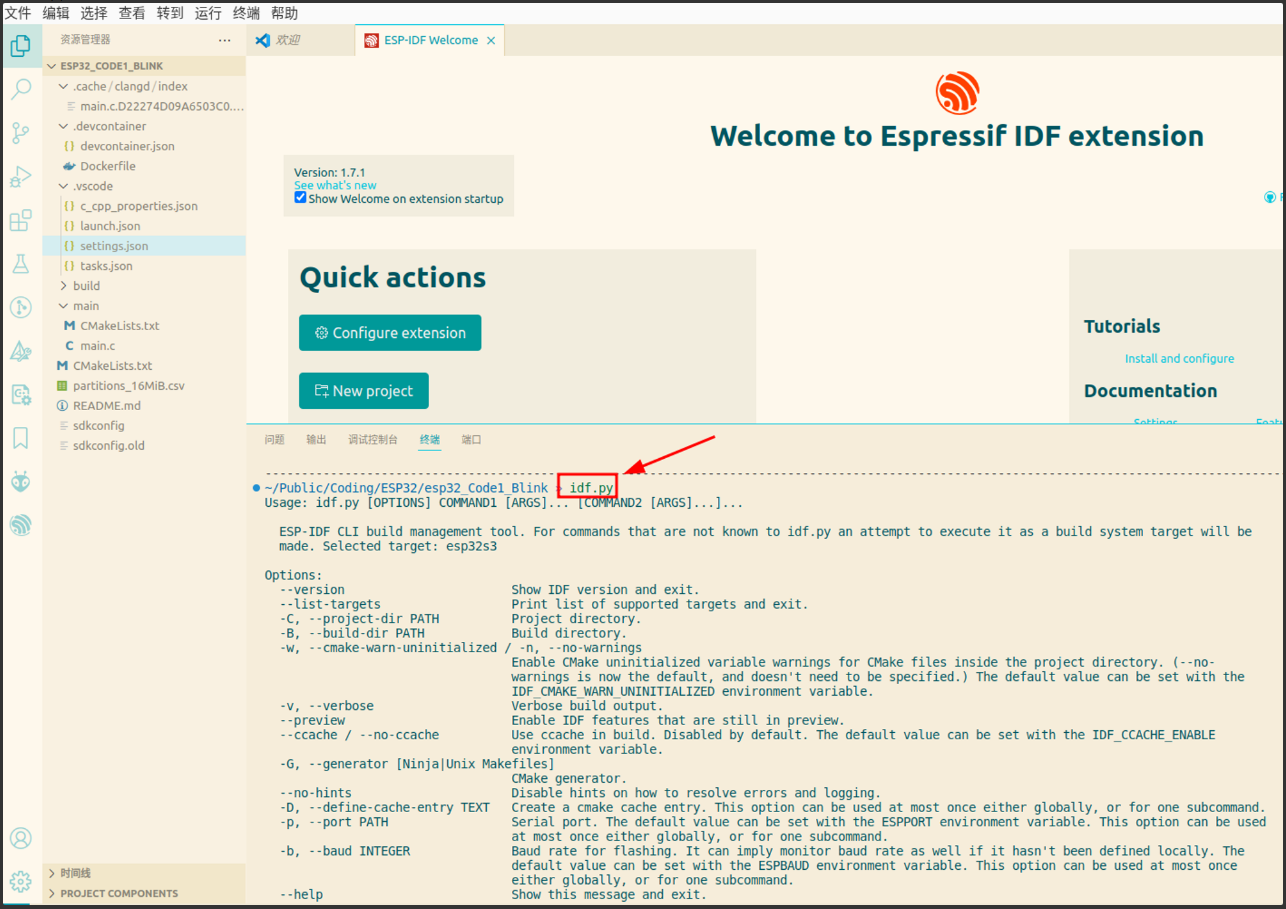 文件 编辑 选择 查看 转到 运行 终端 帮助
资源管理器 ...
欢迎
ESP-IDF Welcome
ESP32_CODE1_BLINK
.cache / clangd / index
main.c.D22274D09A6503C0....
.devcontainer
devcontainer.json
Dockerfile
.vscode
c_cpp_properties.json
launch.json
settings.json
tasks.json
build
main
CMakeLists.txt
main.c
CMakeLists.txt
partitions_16MiB.csv
README.md
sdkconfig
sdkconfig.old
时间线
PROJECT COMPONENTS
Welcome to Espressif IDF extension
Version: 1.7.1
See what's new
Show Welcome on extension startup
Quick actions
Configure extension
New project
Tutorials
Install and configure
Documentation
Settings
问题 输出 调试控制台 终端 端口
~/Public/Coding/ESP32/esp32_Code1_Blink > idf.py
Usage: idf.py [OPTIONS] COMMAND1 [ARGS]... [COMMAND2 [ARGS]...]...
ESP-IDF CLI build management tool. For commands that are not known to idf.py an attempt to execute it as a build system target will be
made. Selected target: esp32s3
Options:
--version Show IDF version and exit.
--list-targets Print list of supported targets and exit.
-C, --project-dir PATH Project directory.
-B, --build-dir PATH Build directory.
-w, --cmake-warn-uninitialized / -n, --no-warnings
Enable CMake uninitialized variable warnings for CMake files inside the project directory. (--no-
warnings is now the default, and doesn't need to be specified.) The default value can be set with the
IDF_CMAKE_WARN_UNINITIALIZED environment variable.
-v, --verbose Verbose build output.
--preview Enable IDF features that are still in preview.
--ccache / --no-ccache Use ccache in build. Disabled by default. The default value can be set with the IDF_CCACHE_ENABLE
environment variable.
-G, --generator [Ninja|Unix Makefiles]
CMake generator.
--no-hints Disable hints on how to resolve errors and logging.
-D, --define-cache-entry TEXT Create a cmake cache entry. This option can be used at most once either globally, or for one subcommand.
-p, --port PATH Serial port. The default value can be set with the ESPPORT environment variable. This option can be used
at most once either globally, or for one subcommand.
-b, --baud INTEGER Baud rate for flashing. It can imply monitor baud rate as well if it hasn't been defined locally. The
default value can be set with the ESPBAUD environment variable. This option can be used at most once
either globally, or for one subcommand.
--help Show this message and exit.